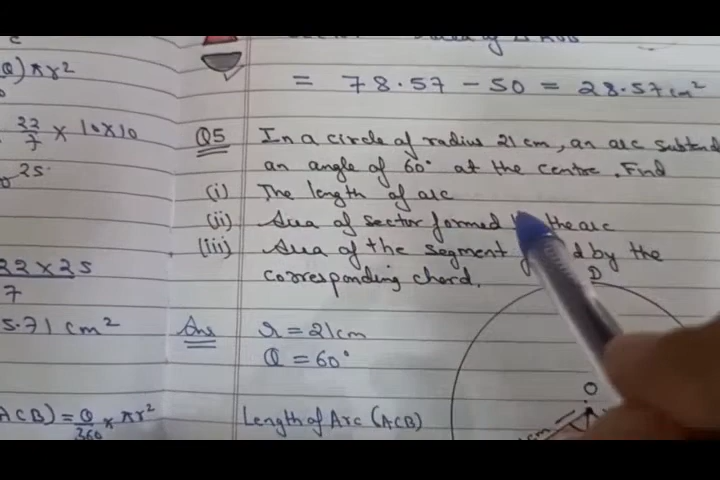 Q) πr²
22/7 × 10×10
25
22 × 25
7
5.71 cm²
ACB) = Q/360 × πr²
= 78.57 - 50 = 28.57 cm²
Q5 In a circle of radius 21 cm, an arc subtend
an angle of 60° at the centre. Find
(i) The length of arc
(ii) Area of sector formed the arc
(iii) Area of the segment by the
corresponding chord.
D
Ans r = 21 cm
Q = 60°
O
Length of Arc (ACB)
cm